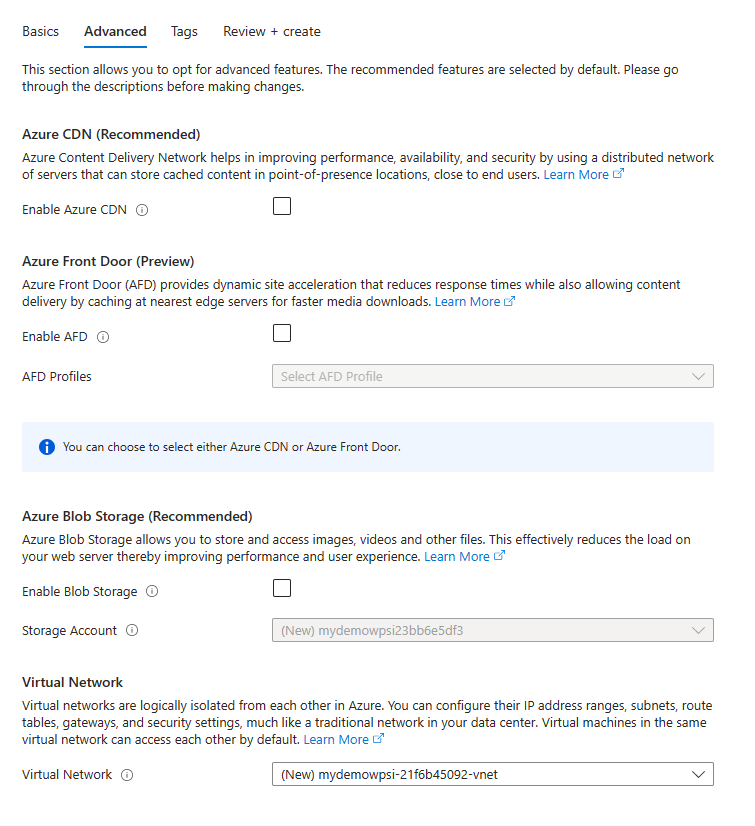 Basics Advanced Tags Review + create
This section allows you to opt for advanced features. The recommended features are selected by default. Please go
through the descriptions before making changes.
Azure CDN (Recommended)
Azure Content Delivery Network helps in improving performance, availability, and security by using a distributed network
of servers that can store cached content in point-of-presence locations, close to end users. Learn More
Enable Azure CDN
Azure Front Door (Preview)
Azure Front Door (AFD) provides dynamic site acceleration that reduces response times while also allowing content
delivery by caching at nearest edge servers for faster media downloads. Learn More
Enable AFD
AFD Profiles Select AFD Profile
You can choose to select either Azure CDN or Azure Front Door.
Azure Blob Storage (Recommended)
Azure Blob Storage allows you to store and access images, videos and other files. This effectively reduces the load on
your web server thereby improving performance and user experience. Learn More
Enable Blob Storage
Storage Account (New) mydemowpsi23bb6e5df3
Virtual Network
Virtual networks are logically isolated from each other in Azure. You can configure their IP address ranges, subnets, route
tables, gateways, and security settings, much like a traditional network in your data center. Virtual machines in the same
virtual network can access each other by default. Learn More
Virtual Network (New) mydemowpsi-21f6b45092-vnet